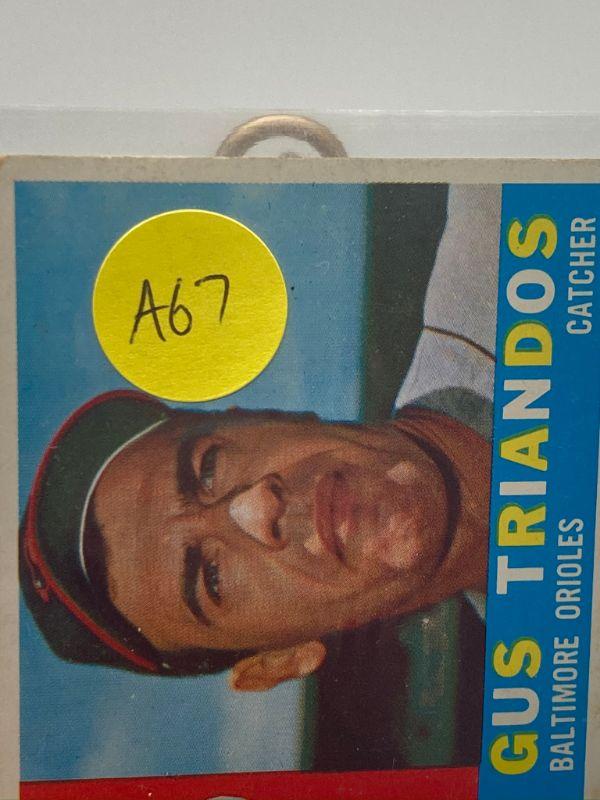 A67
GUS TRIANDOS
BALTIMORE ORIOLES CATCHER